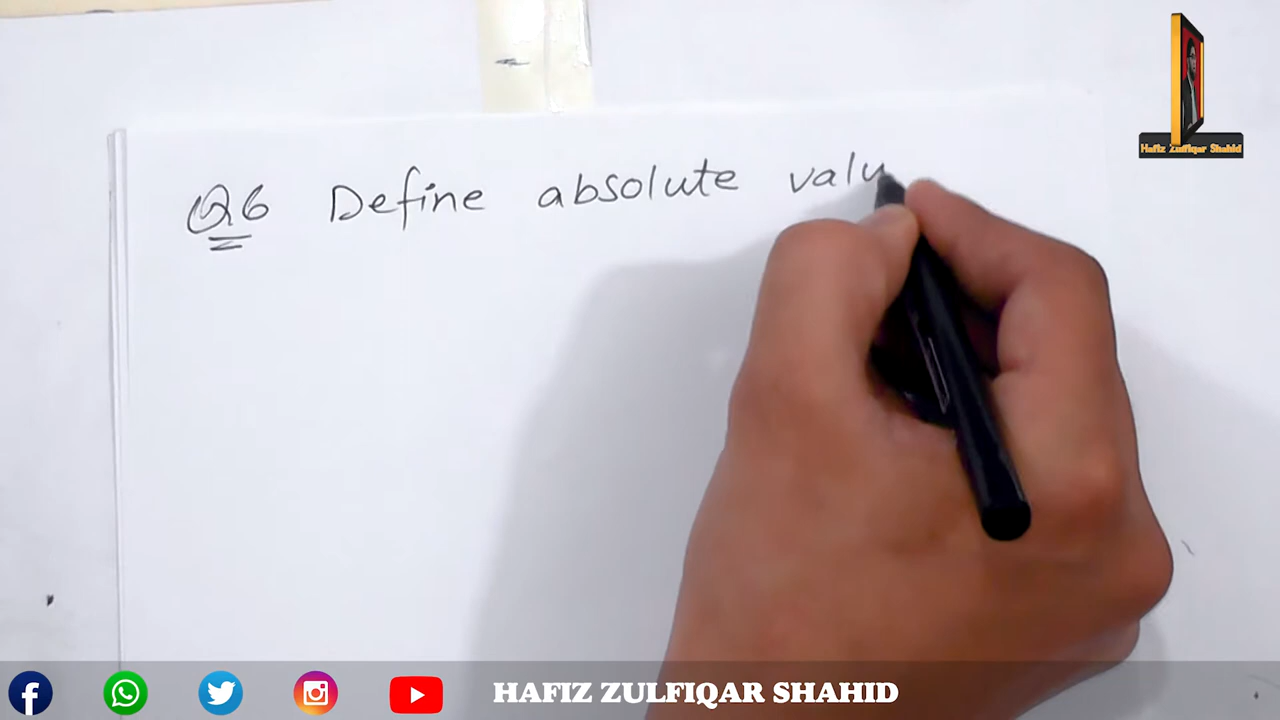 Hafiz Zulfiqar Shahid
Q6 Define absolute valu
HAFIZ ZULFIQAR SHAHID